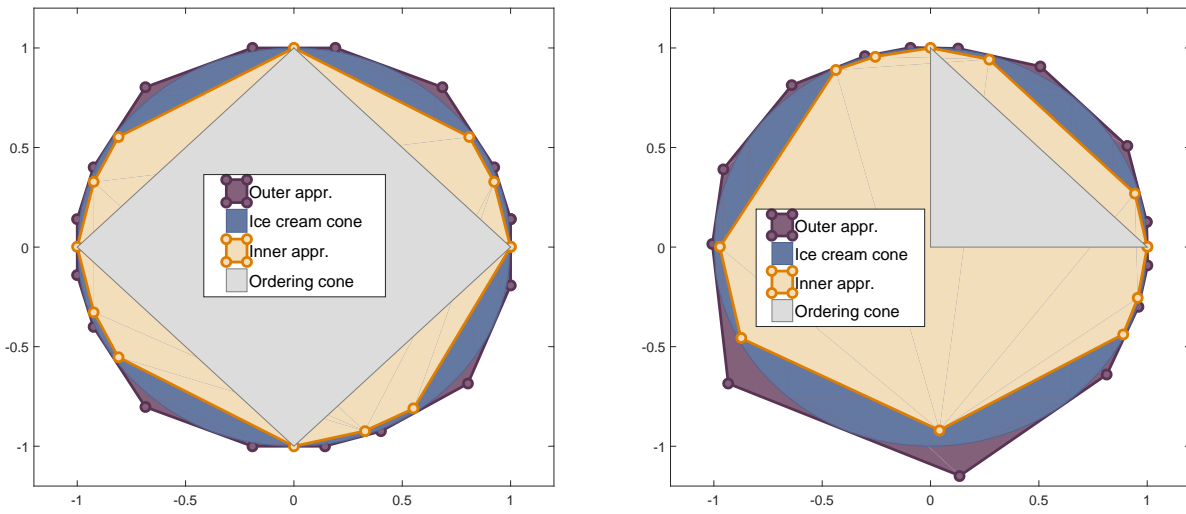 1
0.5
0
-0.5
-1
-1
-0.5
0
0.5
1
Outer appr.
Ice cream cone
Inner appr.
Ordering cone
1
0.5
0
-0.5
-1
-1
-0.5
0
0.5
1
Outer appr.
Ice cream cone
Inner appr.
Ordering cone